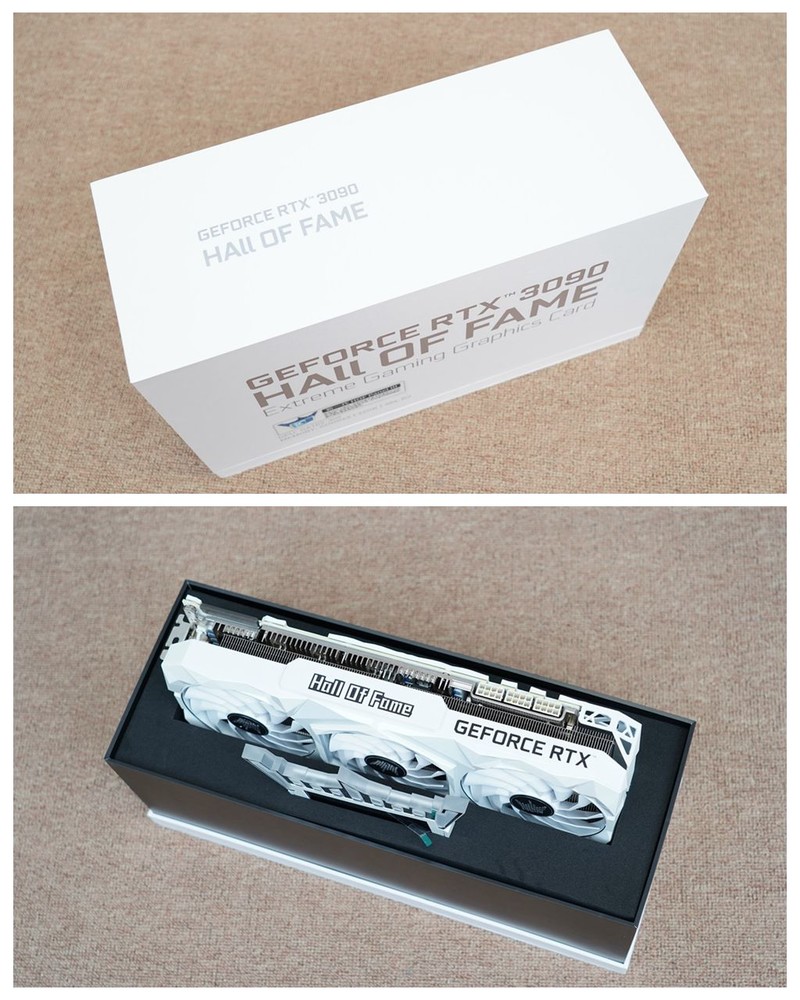 GEFORCE RTX™ 3090
HAll OF FAME
GEFORCE RTX™ 3090
HAll OF FAME
Extreme Gaming Graphics Card
Hall Of Fame
GEFORCE RTX